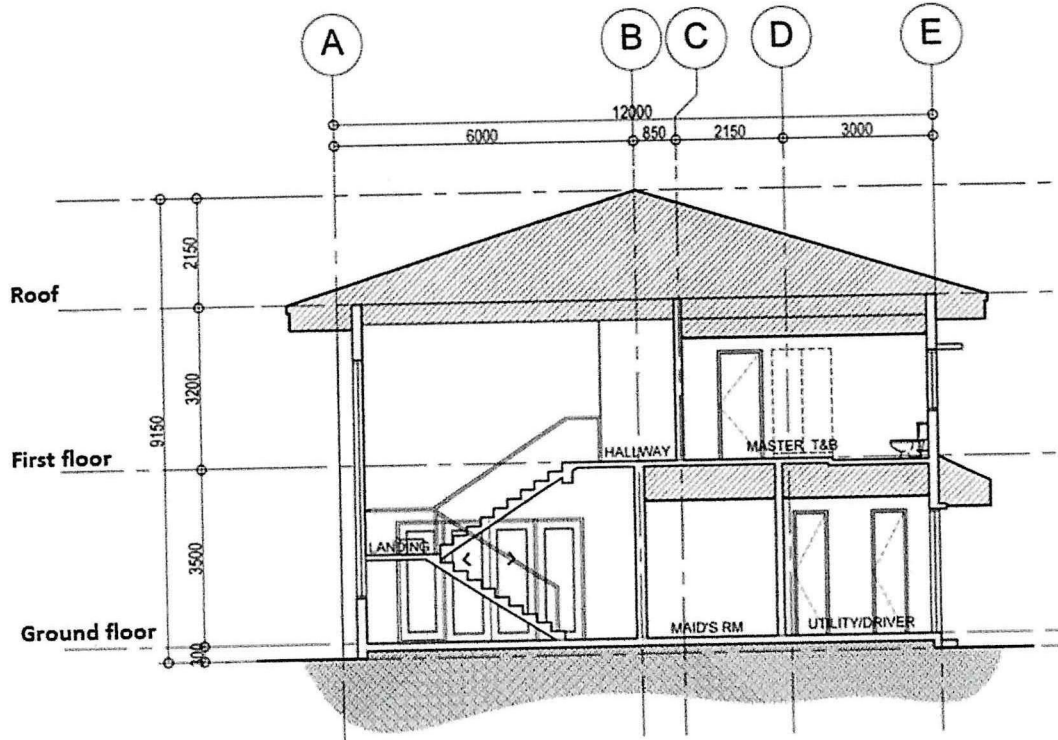 A B C D E
12000
6000 850 2150 3000
2150
Roof
3200
9150
HALLWAY MASTER T&B
First floor
LANDING
3500
MAID'S RM UTILITY/DRIVER
Ground floor
300